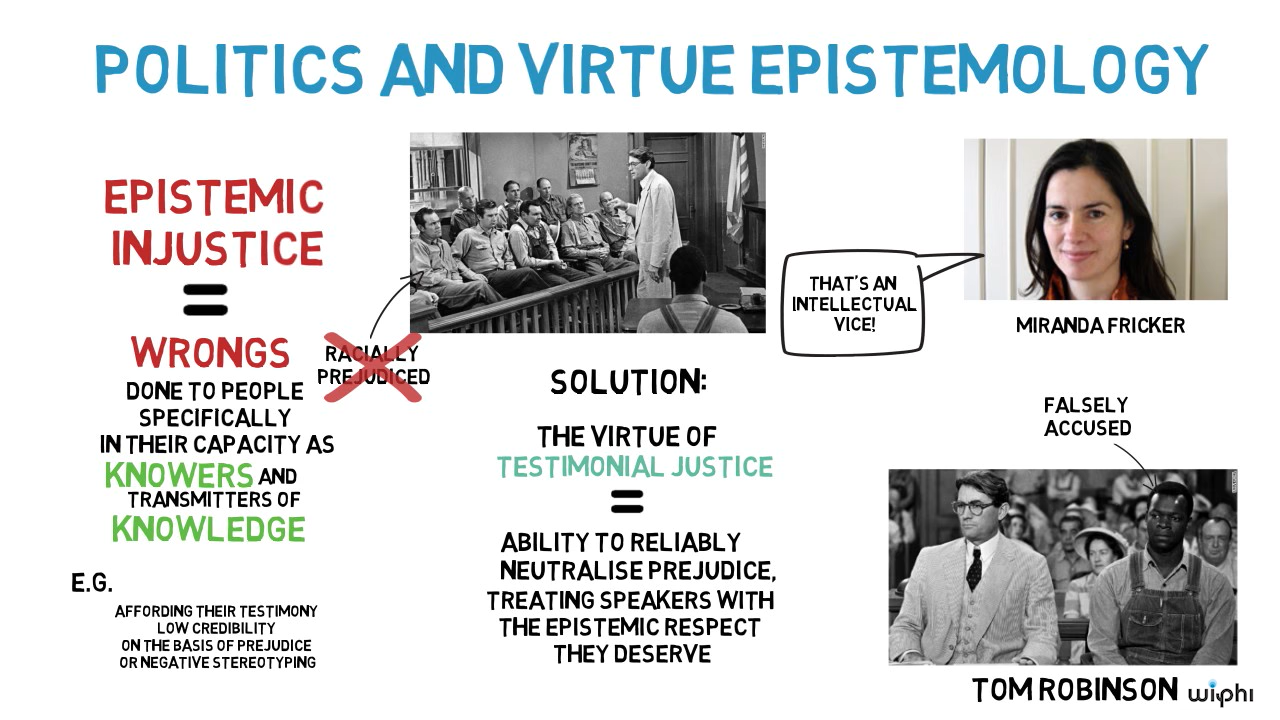 POLITICS AND VIRTUE EPISTEMOLOGY
EPISTEMIC
INJUSTICE
=
WRONGS
DONE TO PEOPLE
SPECIFICALLY
IN THEIR CAPACITY AS
KNOWERS AND
TRANSMITTERS OF
KNOWLEDGE
E.G.
AFFORDING THEIR TESTIMONY
LOW CREDIBILITY
ON THE BASIS OF PREJUDICE
OR NEGATIVE STEREOTYPING
RACIALLY
PREJUDICED
SOLUTION:
THE VIRTUE OF
TESTIMONIAL JUSTICE
=
ABILITY TO RELIABLY
NEUTRALISE PREJUDICE,
TREATING SPEAKERS WITH
THE EPISTEMIC RESPECT
THEY DESERVE
THAT'S AN
INTELLECTUAL
VICE!
MIRANDA FRICKER
FALSELY
ACCUSED
TOM ROBINSON
wiphi